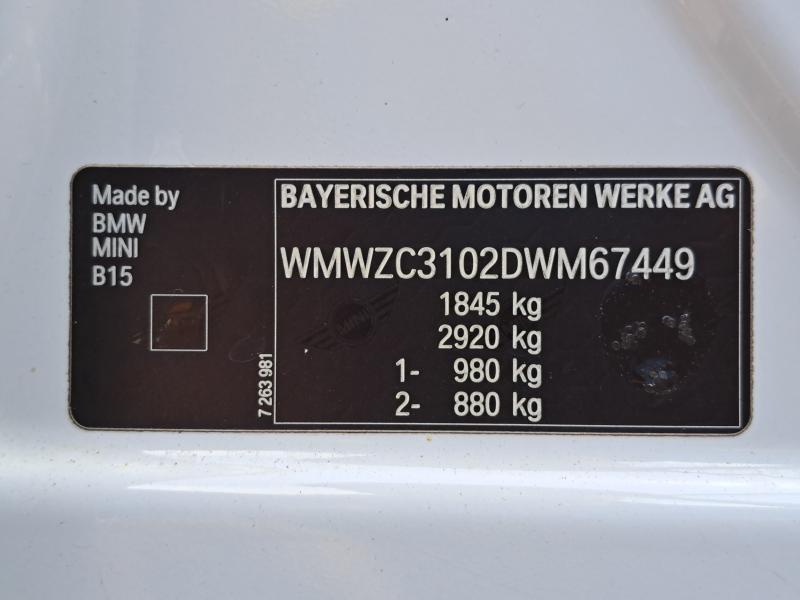 Made by
BMW
MINI
B15
7 263 981
BAYERISCHE MOTOREN WERKE AG
WMWZC3102DWM67449
1845 kg
2920 kg
1- 980 kg
2- 880 kg
MINI